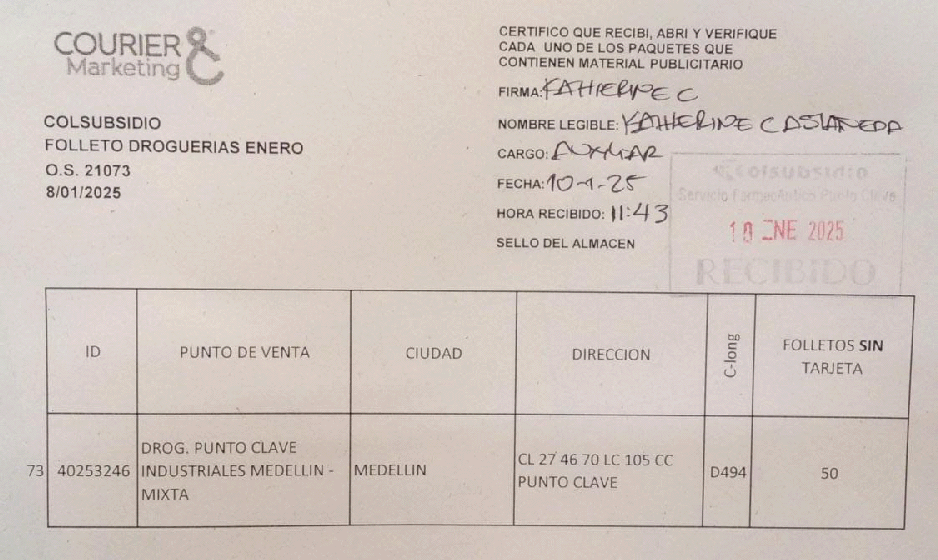 COURIER &
Marketing
COLSUBSIDIO
FOLLETO DROGUERIAS ENERO
O.S. 21073
8/01/2025
CERTIFICO QUE RECIBI, ABRI Y VERIFIQUE
CADA UNO DE LOS PAQUETES QUE
CONTIENEN MATERIAL PUBLICITARIO
FIRMA: KATHERINE C
NOMBRE LEGIBLE: KATHERINE CASTAÑEDA
CARGO: AUXILIAR
FECHA: 10-1-25
HORA RECIBIDO: 11:43
SELLO DEL ALMACEN
colsubsidio
Servicio Farmacéutico Punto Clave
10 ENE 2025
RECIBIDO
ID
PUNTO DE VENTA
CIUDAD
DIRECCION
C-long
FOLLETOS SIN
TARJETA
73
40253246
DROG. PUNTO CLAVE
INDUSTRIALES MEDELLIN -
MIXTA
MEDELLIN
CL 27 46 70 LC 105 CC
PUNTO CLAVE
D494
50